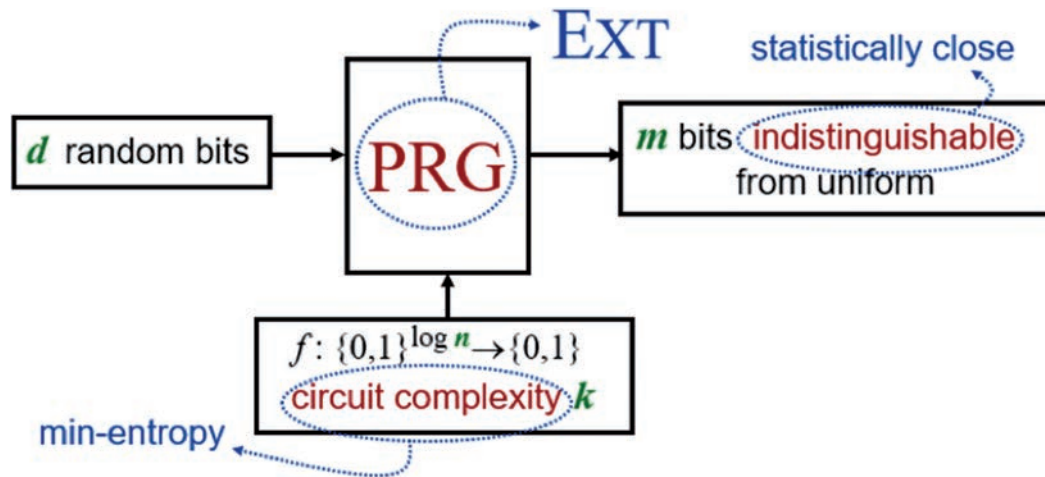 EXT
statistically close
d random bits
PRG
m bits indistinguishable
from uniform
f: {0,1}^log n → {0,1}
circuit complexity k
min-entropy